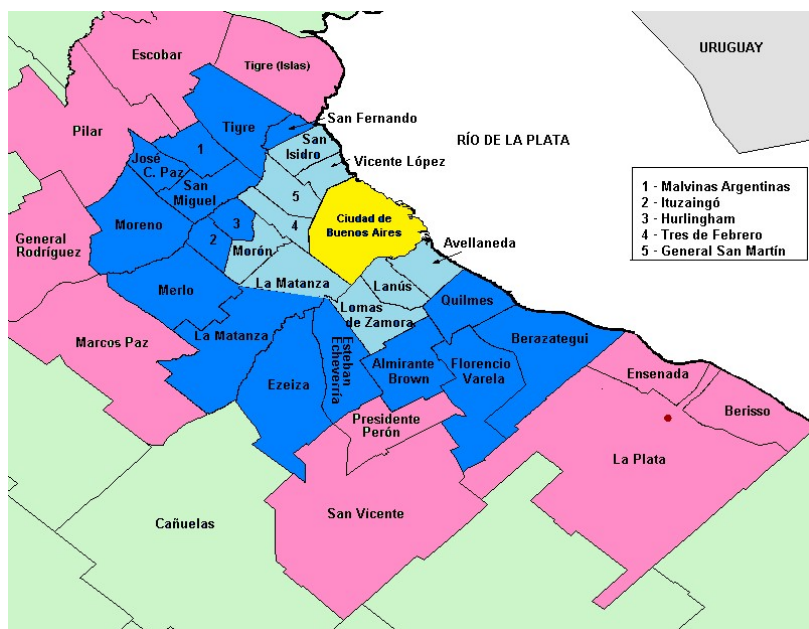 Escobar
Tigre (Islas)
URUGUAY
Pilar
Tigre
San Fernando
RÍO DE LA PLATA
San
Isidro
Vicente López
José
C. Paz
1
San
Miguel
5
1 - Malvinas Argentinas
2 - Ituzaingó
3 - Hurlingham
4 - Tres de Febrero
5 - General San Martín
Moreno
3
4
2
Ciudad de
Buenos Aires
General
Rodríguez
Morón
Avellaneda
Merlo
La Matanza
Lanús
Quilmes
Lomas
de Zamora
Marcos Paz
La Matanza
Esteban
Echeverría
Berazategui
Ezeiza
Almirante
Brown
Florencio
Varela
Ensenada
Berisso
Presidente
Perón
La Plata
San Vicente
Cañuelas